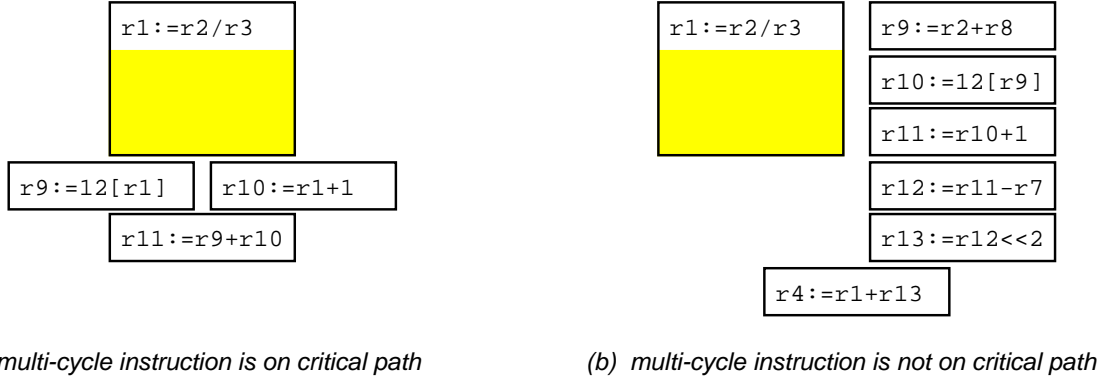 r1:=r2/r3
r9:=12[r1]
r10:=r1+1
r11:=r9+r10
multi-cycle instruction is on critical path
r1:=r2/r3
r9:=r2+r8
r10:=12[r9]
r11:=r10+1
r12:=r11-r7
r13:=r12<<2
r4:=r1+r13
(b) multi-cycle instruction is not on critical path